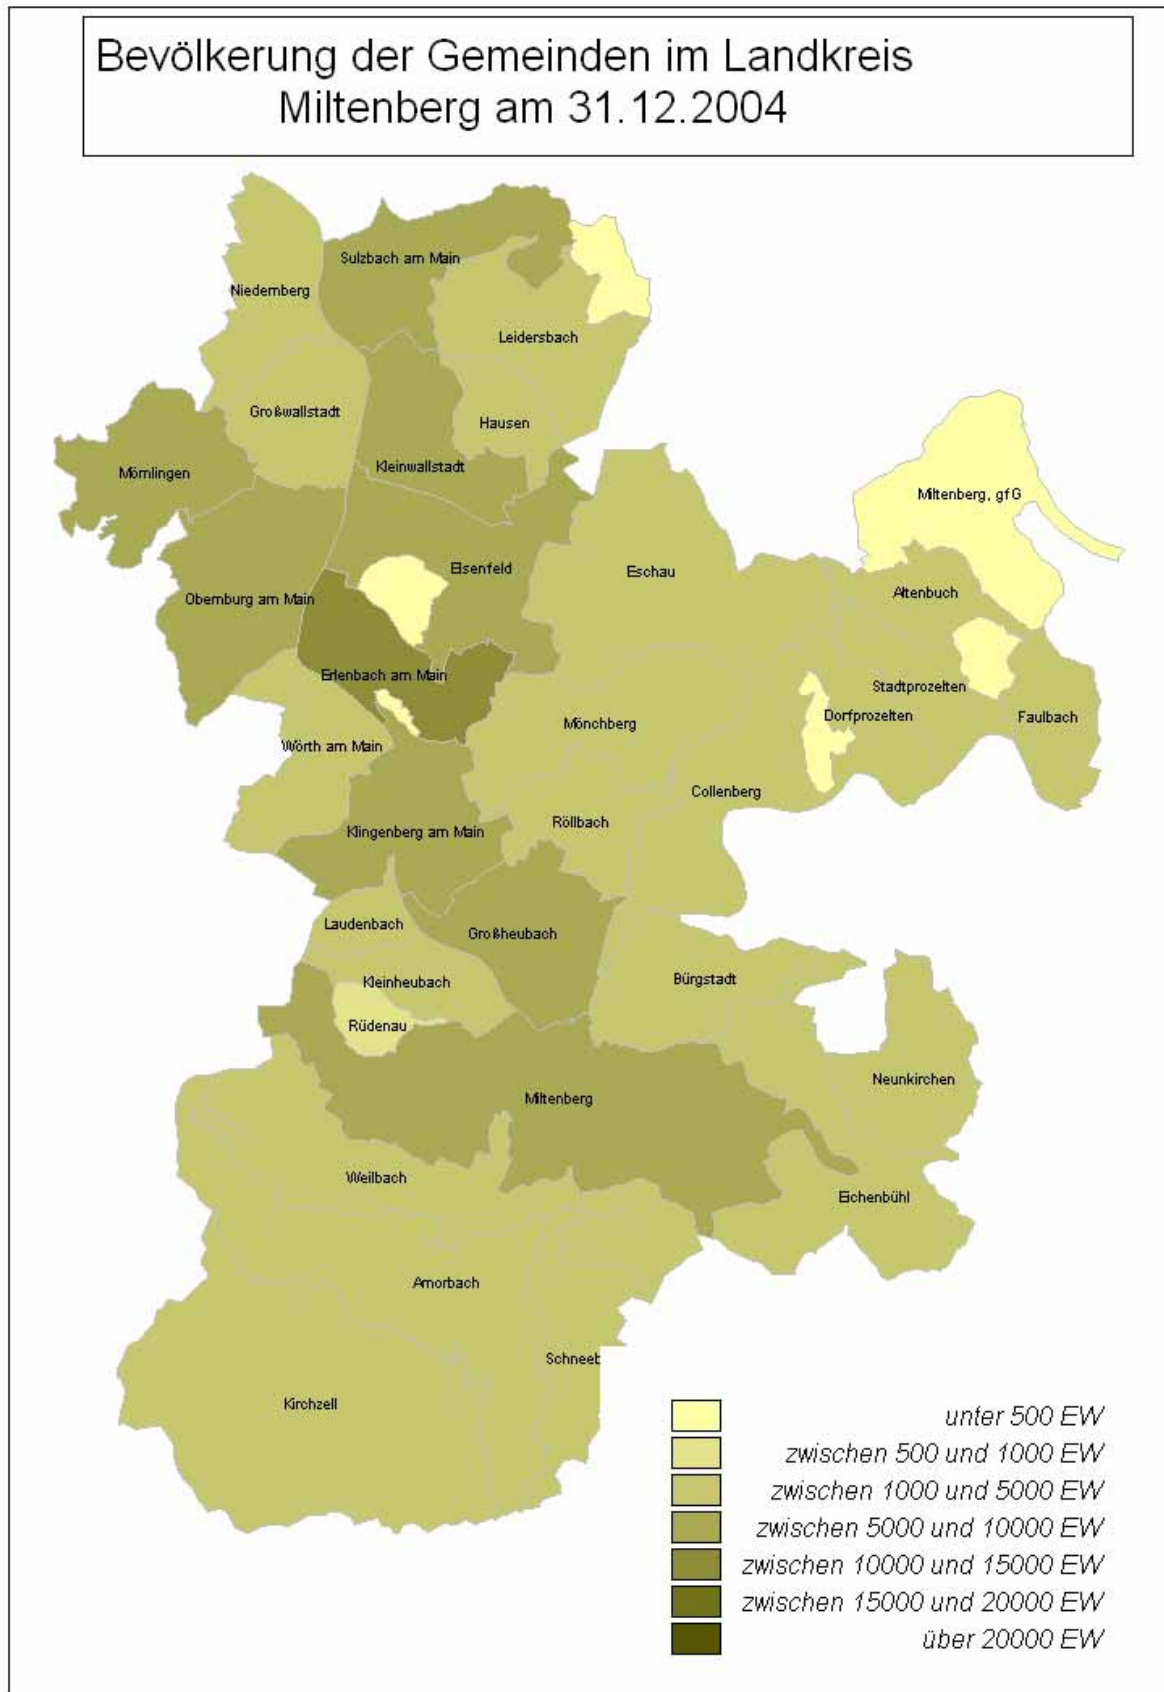 Bevölkerung der Gemeinden im Landkreis
Miltenberg am 31.12.2004
Sulzbach am Main
Niedernberg
Leidersbach
Großwallstadt
Hausen
Kleinwallstadt
Mömlingen
Miltenberg, gfG
Elsenfeld
Eschau
Altenbuch
Obernburg am Main
Erlenbach am Main
Stadtprozelten
Dorfprozelten
Faulbach
Mönchberg
Wörth am Main
Collenberg
Röllbach
Klingenberg am Main
Laudenbach
Großheubach
Kleinheubach
Bürgstadt
Rüdenau
Neunkirchen
Miltenberg
Weilbach
Eichenbühl
Amorbach
Schneeb
Kirchzell
unter 500 EW
zwischen 500 und 1000 EW
zwischen 1000 und 5000 EW
zwischen 5000 und 10000 EW
zwischen 10000 und 15000 EW
zwischen 15000 und 20000 EW
über 20000 EW